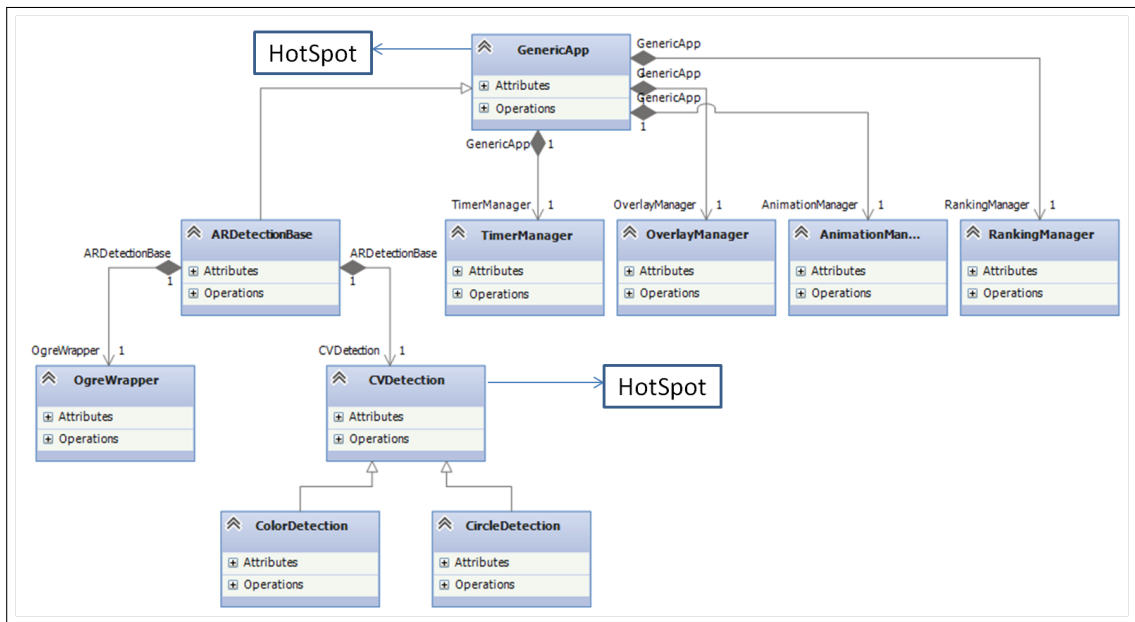 HotSpot
GenericApp
Attributes
Operations
GenericApp
1
GenericApp
1
GenericApp
1
GenericApp 1
TimerManager 1
OverlayManager 1
AnimationManager 1
RankingManager 1
ARDetectionBase
Attributes
Operations
TimerManager
Attributes
Operations
OverlayManager
Attributes
Operations
AnimationMan...
Attributes
Operations
RankingManager
Attributes
Operations
ARDetectionBase
1
ARDetectionBase
1
OgreWrapper 1
CVDetection 1
OgreWrapper
Attributes
Operations
CVDetection
Attributes
Operations
HotSpot
ColorDetection
Attributes
Operations
CircleDetection
Attributes
Operations